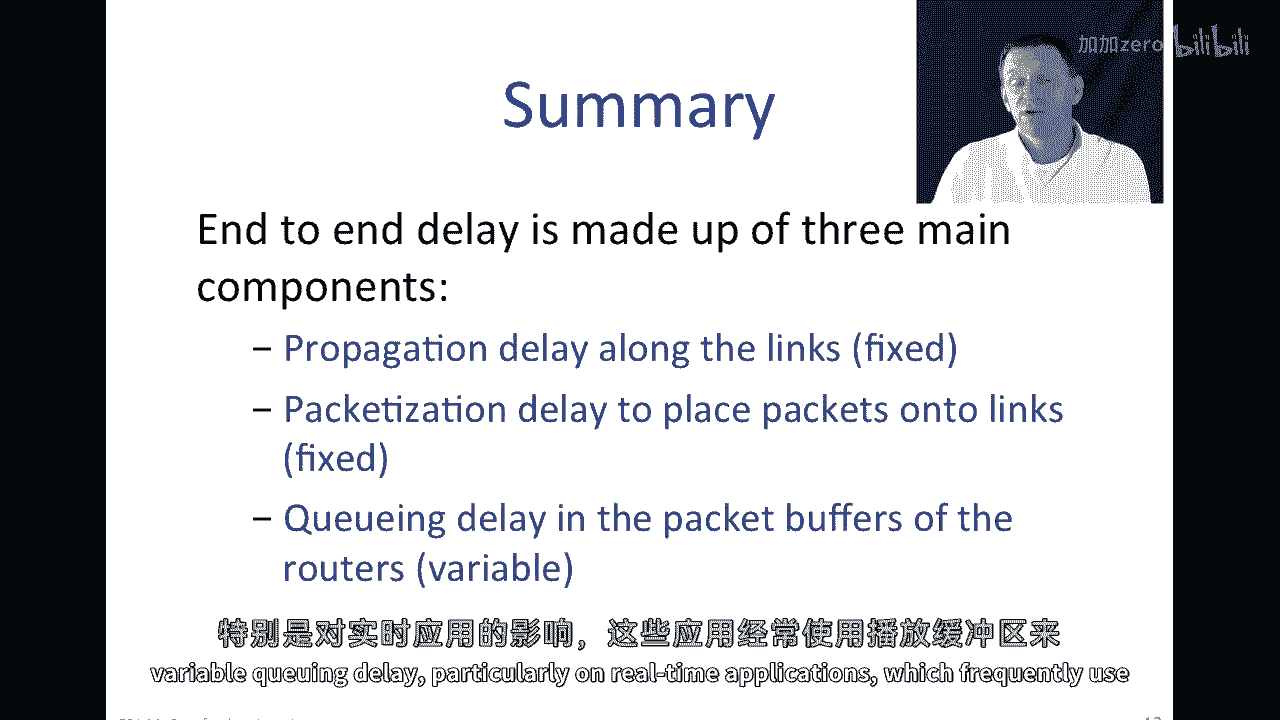 加加zero bilibili
Summary
End to end delay is made up of three main
components:
– Propagation delay along the links (fixed)
– Packetization delay to place packets onto links
(fixed)
– Queueing delay in the packet buffers of the
routers (variable)
特别是对实时应用的影响，这些应用经常使用播放缓冲区来
variable queuing delay, particularly on real-time applications, which frequently use